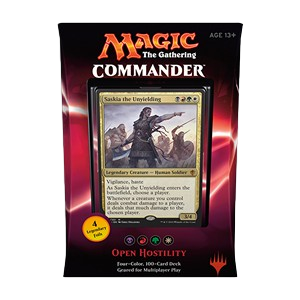 AGE 13+
MAGIC
The Gathering
COMMANDER
Saskia the Unyielding
Legendary Creature — Human Soldier
Vigilance, haste
As Saskia the Unyielding enters the
battlefield, choose a player.
Whenever a creature you control
deals combat damage to a player,
it deals that much damage to
the chosen player.
3/4
4
Legendary
Foils
OPEN HOSTILITY
Four-Color, 100-Card Deck
Geared for Multiplayer Play